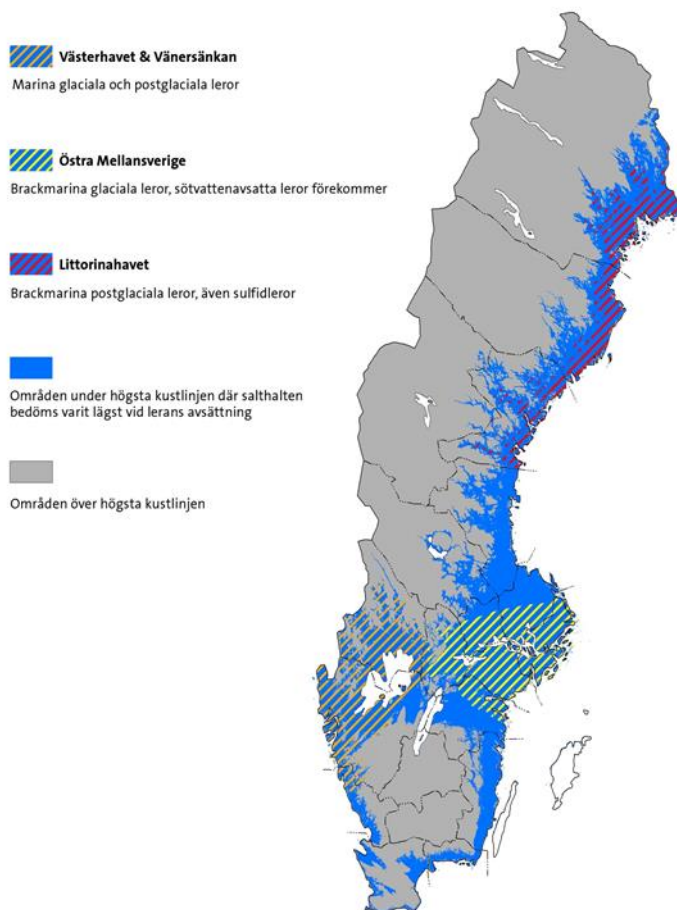 Västerhavet & Vänersänkan
Marina glaciala och postglaciala leror
Östra Mellansverige
Brackmarina glaciala leror, sötvattenavsatta leror förekommer
Littorinahavet
Brackmarina postglaciala leror, även sulfidleror
Områden under högsta kustlinjen där salthalten
bedöms varit lägst vid lerans avsättning
Områden över högsta kustlinjen